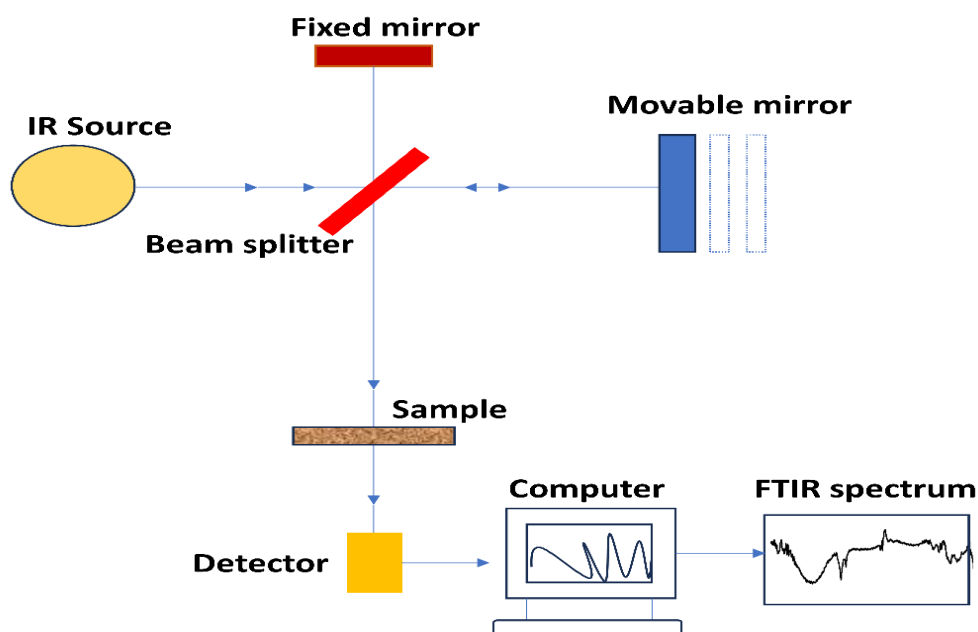 Fixed mirror
Movable mirror
IR Source
Beam splitter
Sample
Computer
FTIR spectrum
Detector